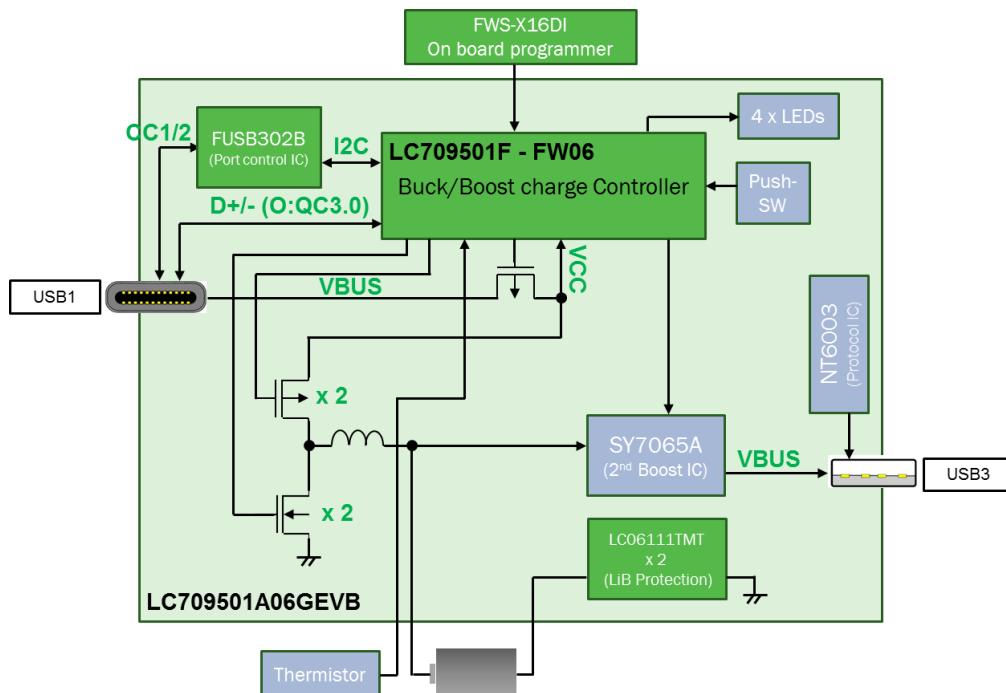 FWS-X16DI
On board programmer
CC1/2
FUSB302B
(Port control IC)
I2C
LC709501F - FW06
Buck/Boost charge Controller
4 x LEDs
Push-
SW
D+/- (O:QC3.0)
VCC
USB1
VBUS
NT6003
(Protocol IC)
x 2
SY7065A
(2nd Boost IC)
VBUS
USB3
x 2
LC06111TMT
x 2
(LiB Protection)
LC709501A06GEVB
Thermistor